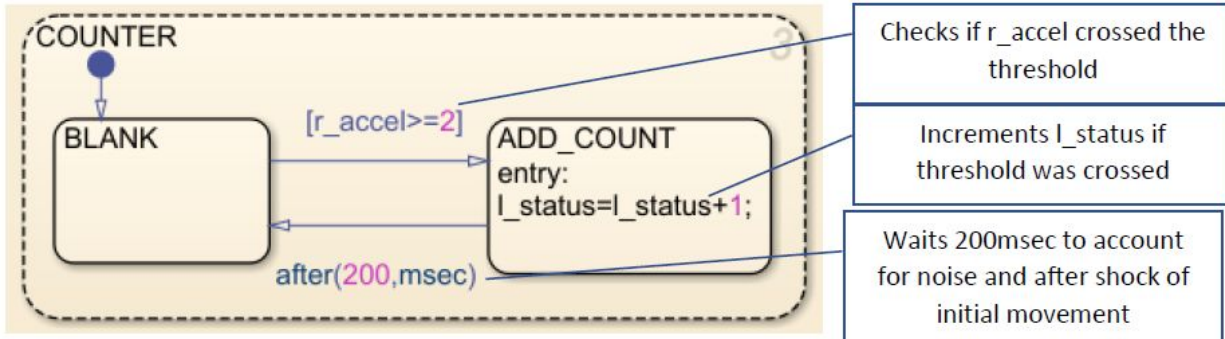 COUNTER
3
Checks if r_accel crossed the
threshold
[r_accel>=2]
BLANK
ADD_COUNT
entry:
l_status=l_status+1;
Increments l_status if
threshold was crossed
after(200,msec)
Waits 200msec to account
for noise and after shock of
initial movement